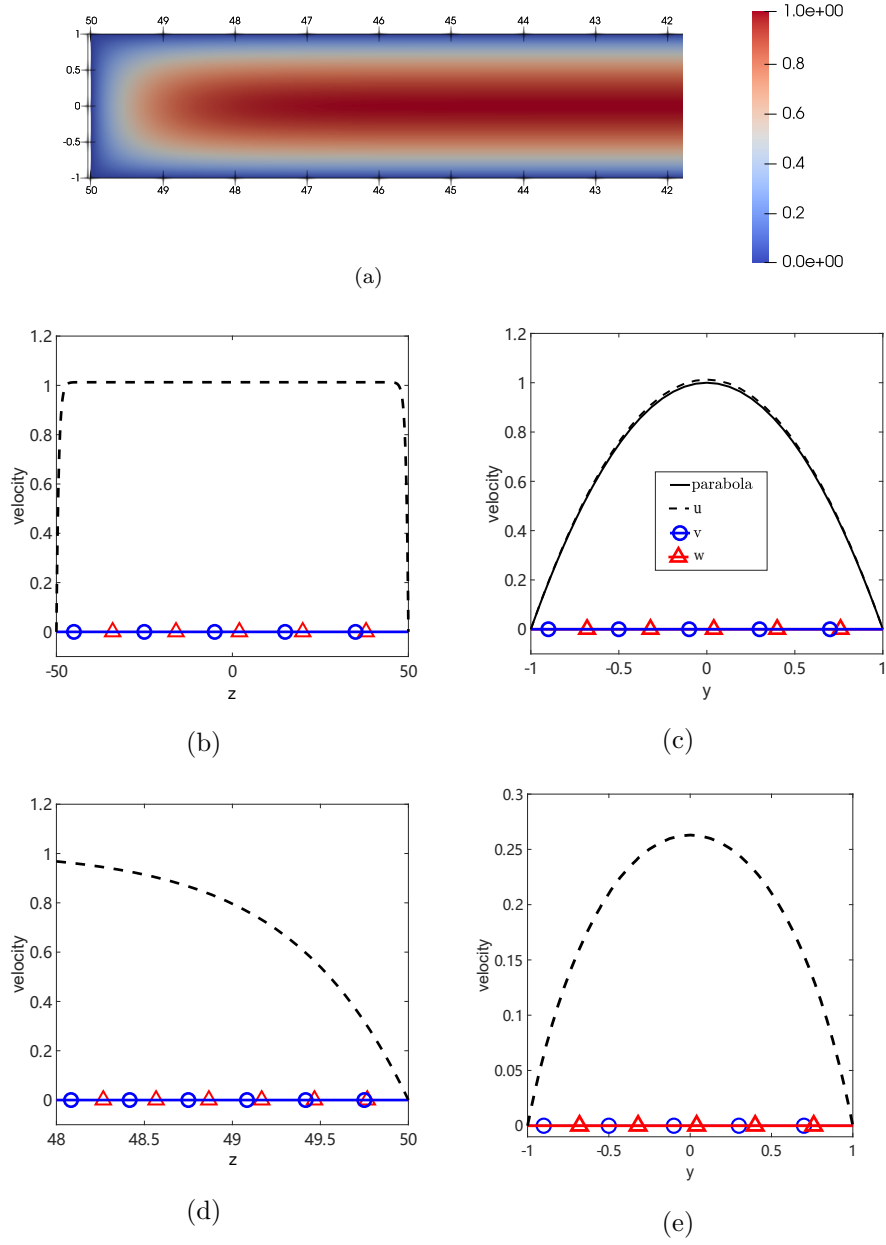 50 49 48 47 46 45 44 43 42
1
0.5
0
-0.5
-1
50 49 48 47 46 45 44 43 42
1.0e+00
0.8
0.6
0.4
0.2
0.0e+00
(a)
1.2
1
0.8
0.6
0.4
0.2
0
velocity
-50 0 50
z
(b)
1.2
1
0.8
0.6
0.4
0.2
0
velocity
parabola
u
v
w
-1 -0.5 0 0.5 1
y
(c)
1.2
1
0.8
0.6
0.4
0.2
0
velocity
48 48.5 49 49.5 50
z
(d)
0.3
0.25
0.2
0.15
0.1
0.05
0
velocity
-1 -0.5 0 0.5 1
y
(e)